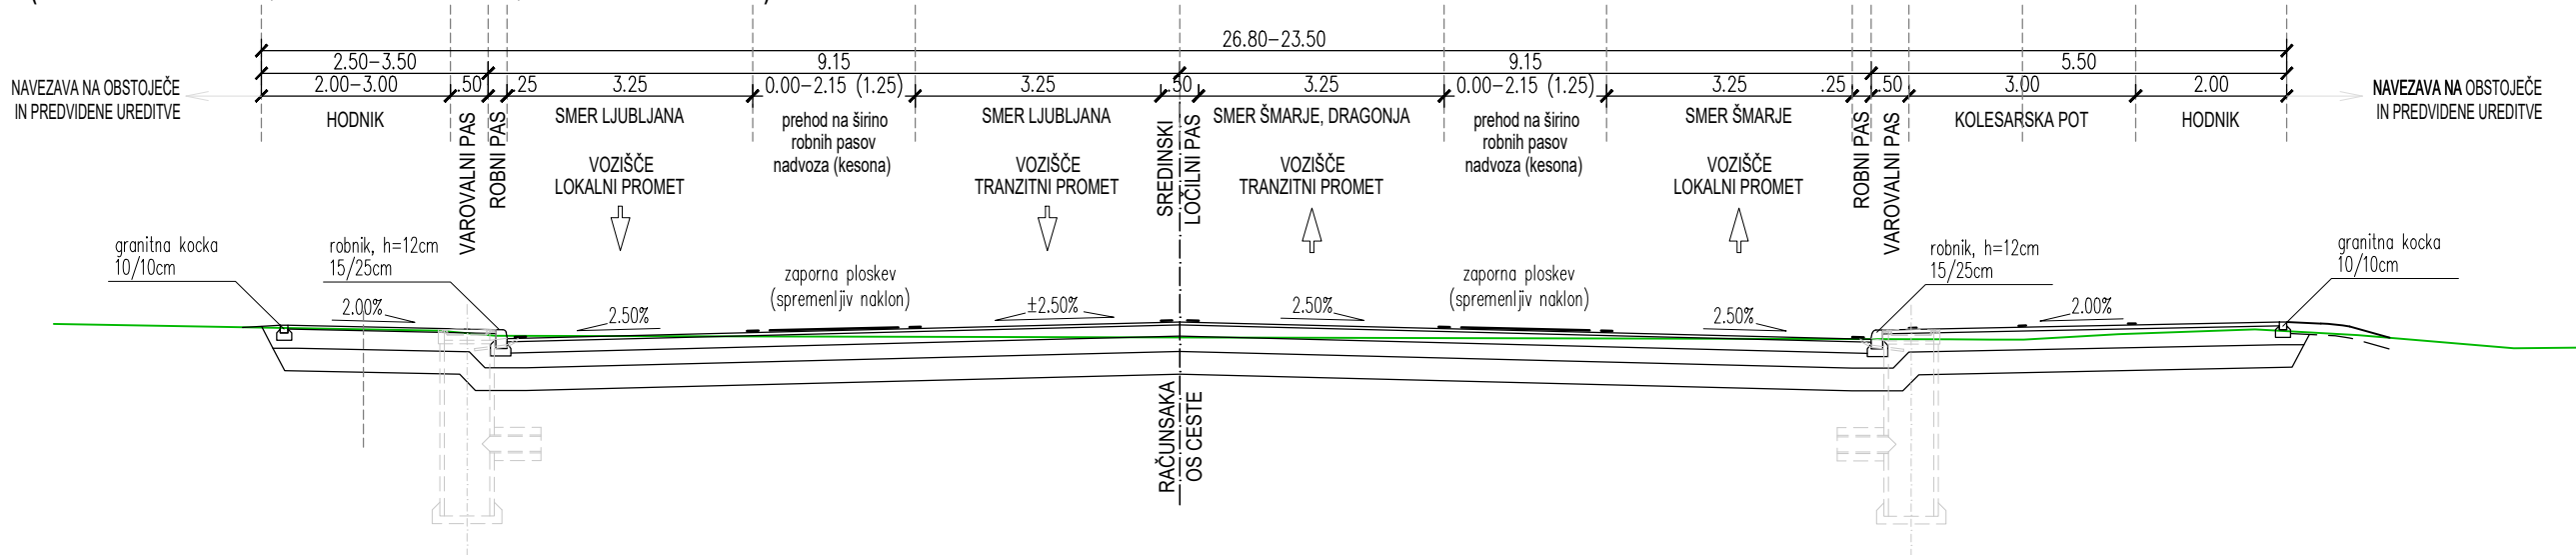 26.80–23.50
2.50–3.50
9.15
9.15
5.50
2.00–3.00
.50
.25
3.25
0.00–2.15 (1.25)
3.25
.50
3.25
0.00–2.15 (1.25)
3.25
.25
.50
3.00
2.00
NAVEZAVA NA OBSTOJEČE
IN PREDVIDENE UREDITVE
HODNIK
VAROVALNI PAS
ROBNI PAS
SMER LJUBLJANA
VOZIŠČE
LOKALNI PROMET
prehod na širino
robnih pasov
nadvoza (kesona)
SMER LJUBLJANA
VOZIŠČE
TRANZITNI PROMET
SREDINSKI
LOČILNI PAS
SMER ŠMARJE, DRAGONJA
VOZIŠČE
TRANZITNI PROMET
prehod na širino
robnih pasov
nadvoza (kesona)
SMER ŠMARJE
VOZIŠČE
LOKALNI PROMET
ROBNI PAS
VAROVALNI PAS
KOLESARSKA POT
HODNIK
NAVEZAVA NA OBSTOJEČE
IN PREDVIDENE UREDITVE
granitna kocka
10/10cm
robnik, h=12cm
15/25cm
zaporna ploskev
(spremenljiv naklon)
zaporna ploskev
(spremenljiv naklon)
robnik, h=12cm
15/25cm
granitna kocka
10/10cm
2.00%
2.50%
±2.50%
2.50%
2.50%
2.00%
RAČUNSAKA
OS CESTE